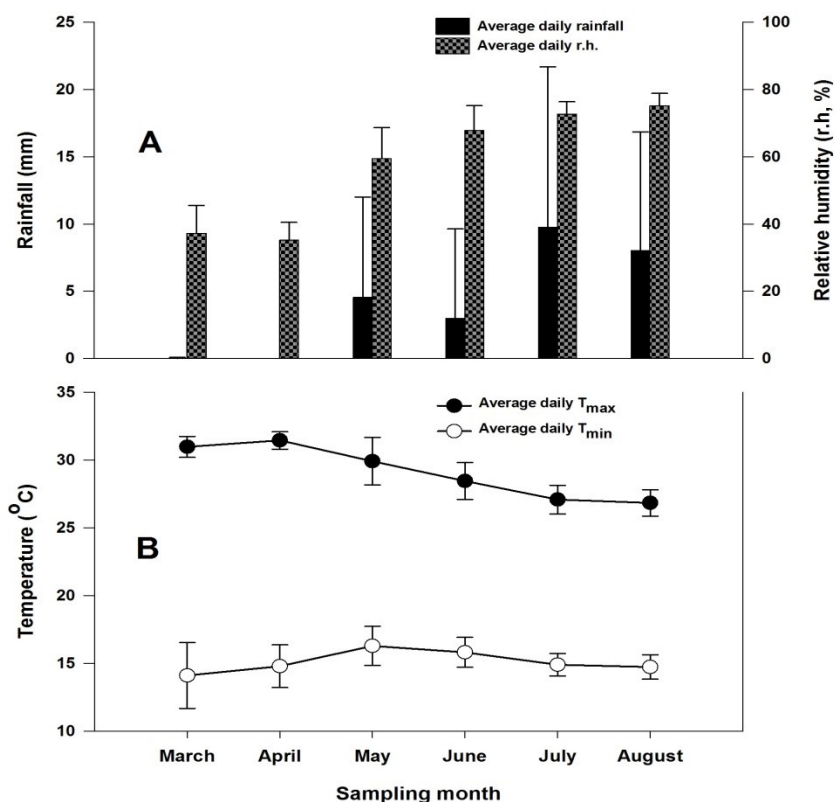 25
20
15
10
5
0
Rainfall (mm)
Average daily rainfall
Average daily r.h.
A
100
80
60
40
20
0
Relative humidity (r.h, %)
35
30
25
20
15
10
Temperature (°C)
Average daily Tmax
Average daily Tmin
B
March April May June July August
Sampling month